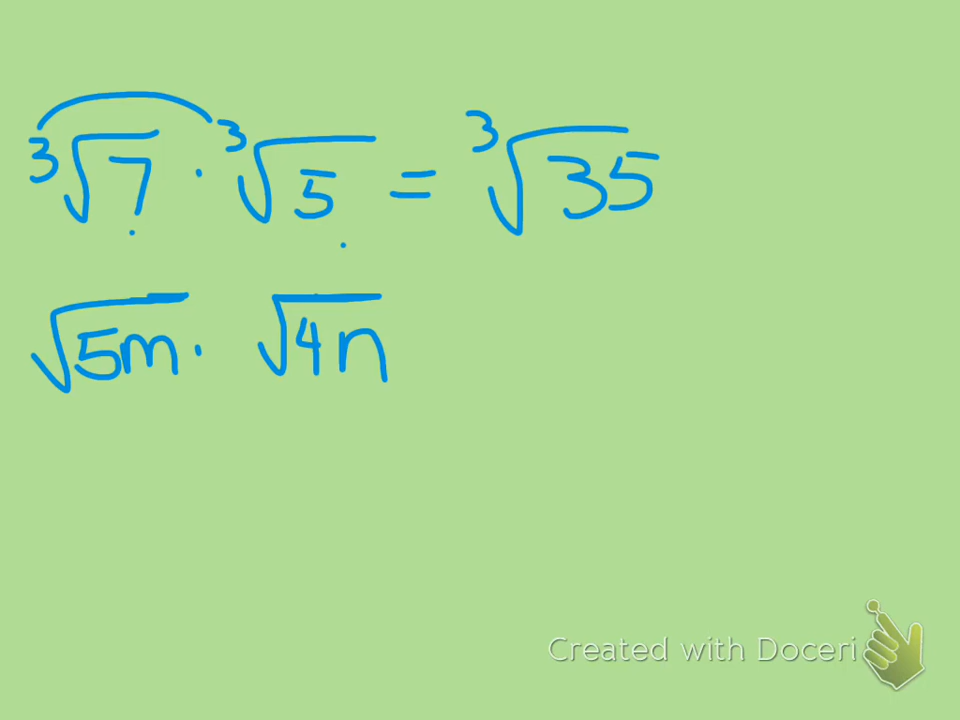 ³√7 · ³√5 = ³√35
√5m · √4n
Created with Doceri